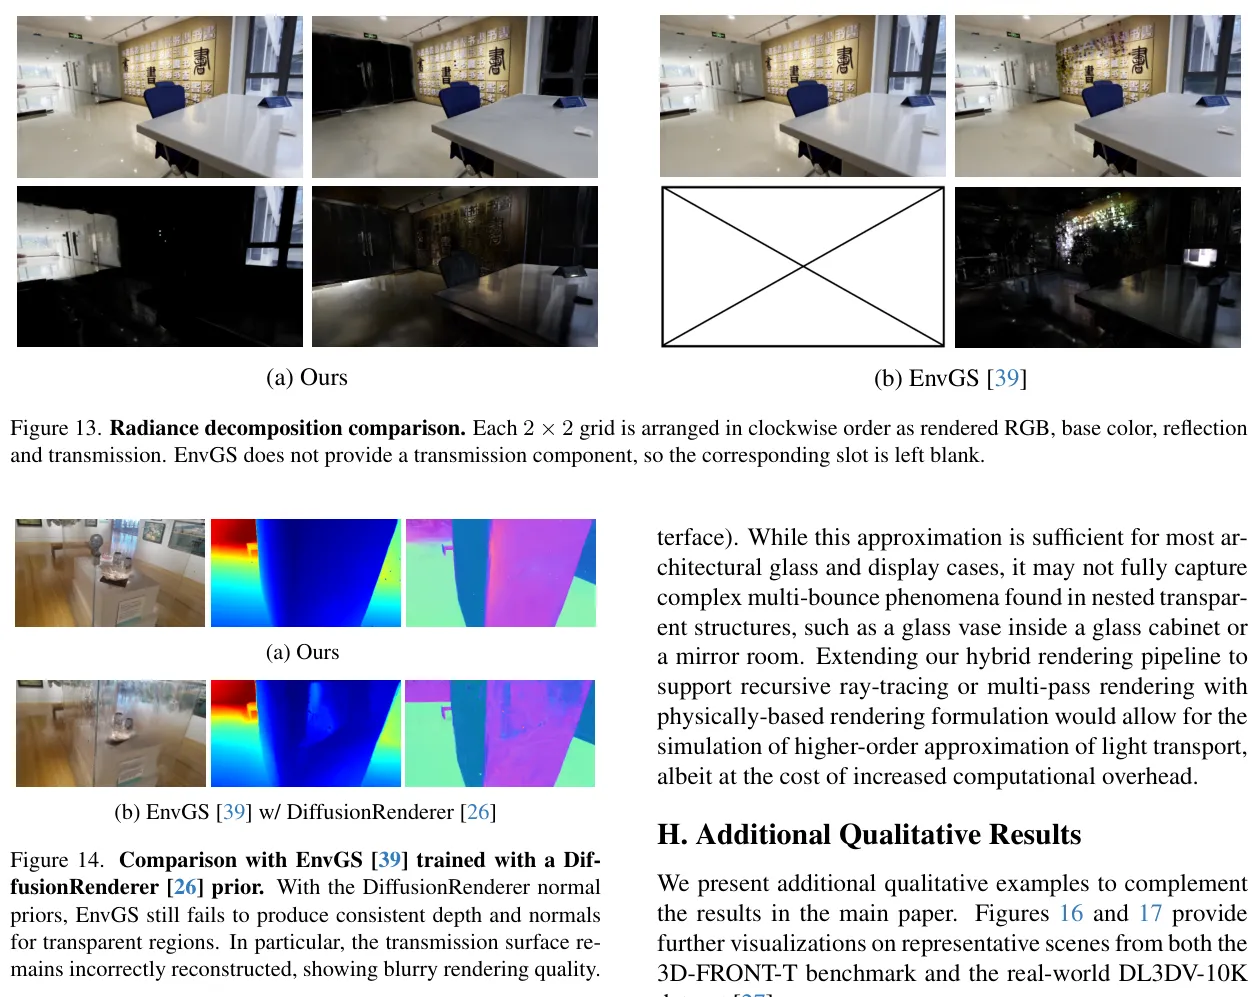 書
書
書
書
書
書
書
書
(a) Ours
(b) EnvGS [39]
Figure 13. Radiance decomposition comparison. Each 2 × 2 grid is arranged in clockwise order as rendered RGB, base color, reflection
and transmission. EnvGS does not provide a transmission component, so the corresponding slot is left blank.
(a) Ours
(b) EnvGS [39] w/ DiffusionRenderer [26]
Figure 14. Comparison with EnvGS [39] trained with a Dif-
fusionRenderer [26] prior. With the DiffusionRenderer normal
priors, EnvGS still fails to produce consistent depth and normals
for transparent regions. In particular, the transmission surface re-
mains incorrectly reconstructed, showing blurry rendering quality.
terface). While this approximation is sufficient for most ar-
chitectural glass and display cases, it may not fully capture
complex multi-bounce phenomena found in nested transpar-
ent structures, such as a glass vase inside a glass cabinet or
a mirror room. Extending our hybrid rendering pipeline to
support recursive ray-tracing or multi-pass rendering with
physically-based rendering formulation would allow for the
simulation of higher-order approximation of light transport,
albeit at the cost of increased computational overhead.
H. Additional Qualitative Results
We present additional qualitative examples to complement
the results in the main paper. Figures 16 and 17 provide
further visualizations on representative scenes from both the
3D-FRONT-T benchmark and the real-world DL3DV-10K